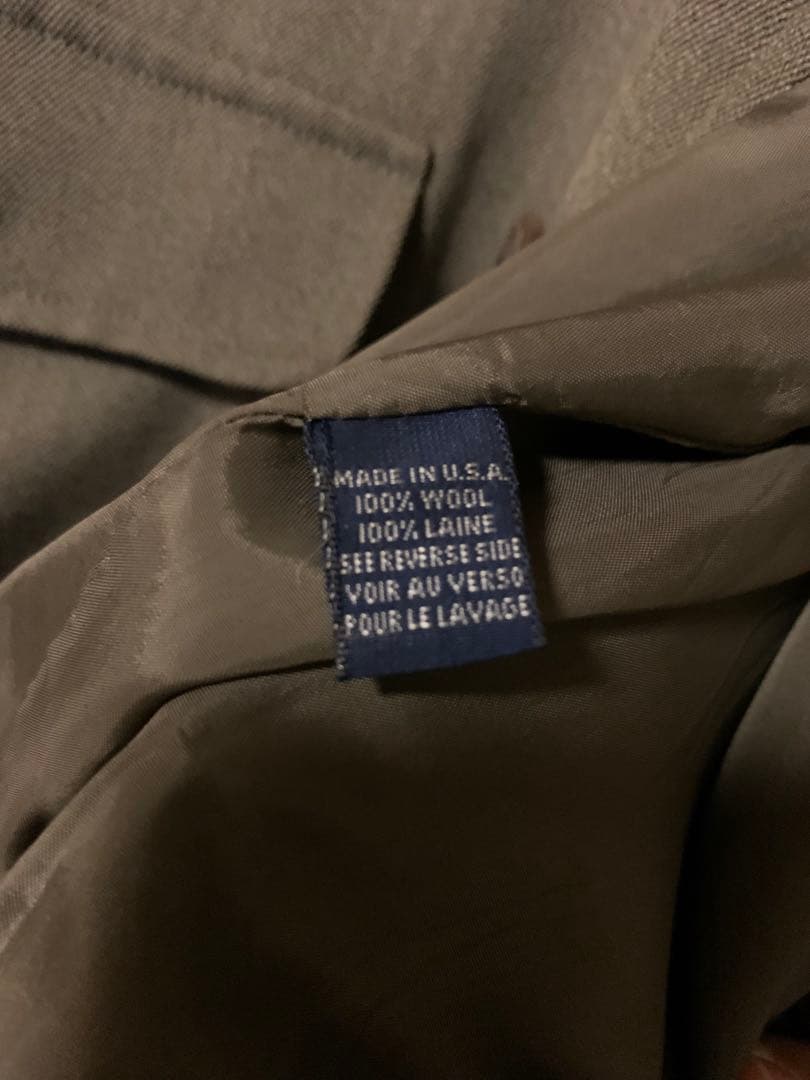 MADE IN U.S.A.
100% WOOL
100% LAINE
SEE REVERSE SIDE
VOIR AU VERSO
POUR LE LAVAGE